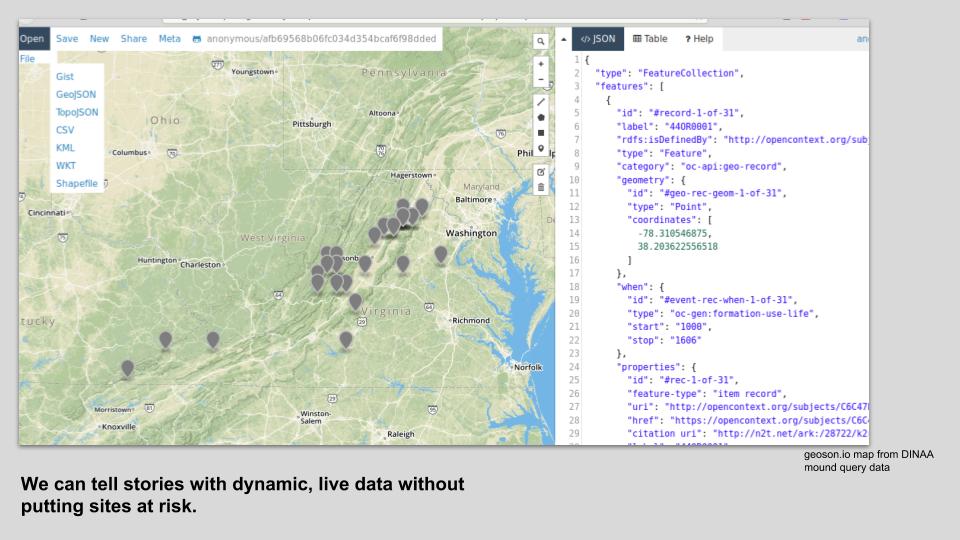 Open Save New Share Meta anonymous/afb69568b06fc034d354bcaf6f98dded
File
Gist
GeoJSON
TopoJSON
CSV
KML
WKT
Shapefile
Youngstown
Pennsylvania
Ohio
Altoona
Pittsburgh
Columbus
Hagerstown
Maryland
Baltimore
Cincinnati
Washington
West Virginia
Huntington
Charleston
Virginia
Richmond
Norfolk
Morristown
Knoxville
Winston-
Salem
Raleigh
</> JSON Table ? Help
1 {
2 "type": "FeatureCollection",
3 "features": [
4 {
5 "id": "#record-1-of-31",
6 "label": "44OR0001",
7 "rdfs:isDefinedBy": "http://opencontext.org/sub
8 "type": "Feature",
9 "category": "oc-api:geo-record",
10 "geometry": {
11 "id": "#geo-rec-geom-1-of-31",
12 "type": "Point",
13 "coordinates": [
14 -78.310546875,
15 38.203622556518
16 ]
17 },
18 "when": {
19 "id": "#event-rec-when-1-of-31",
20 "type": "oc-gen:formation-use-life",
21 "start": "1000",
22 "stop": "1606"
23 },
24 "properties": {
25 "id": "#rec-1-of-31",
26 "feature-type": "item record",
27 "uri": "http://opencontext.org/subjects/C6C47
28 "href": "https://opencontext.org/subjects/C6C
29 "citation uri": "http://n2t.net/ark:/28722/k2
geoson.io map from DINAA
mound query data
We can tell stories with dynamic, live data without
putting sites at risk.